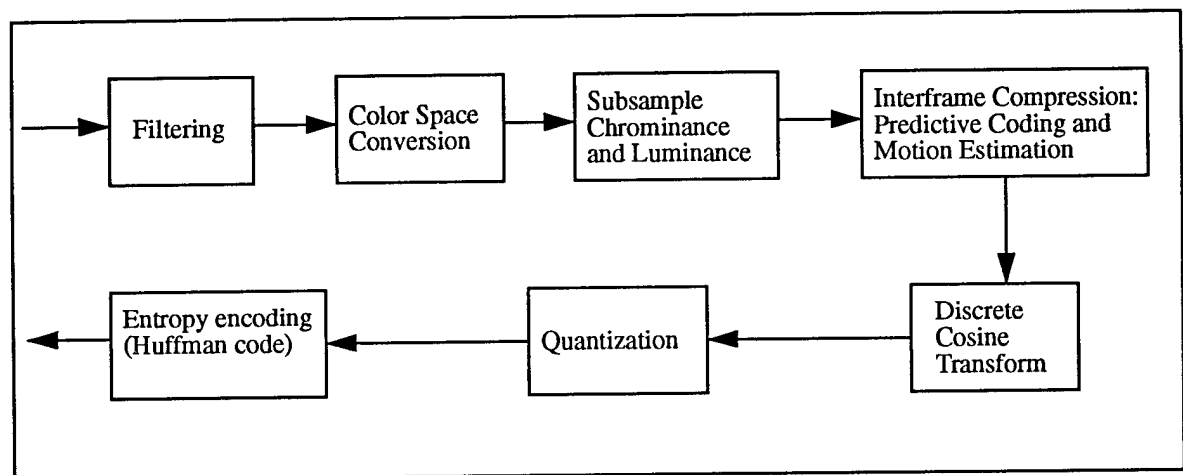 Filtering
Color Space
Conversion
Subsample
Chrominance
and Luminance
Interframe Compression:
Predictive Coding and
Motion Estimation
Entropy encoding
(Huffman code)
Quantization
Discrete
Cosine
Transform